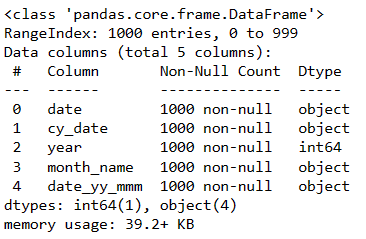 <class 'pandas.core.frame.DataFrame'>
RangeIndex: 1000 entries, 0 to 999
Data columns (total 5 columns):
 #   Column       Non-Null Count  Dtype
---  ------       --------------  -----
 0   date         1000 non-null   object
 1   cy_date      1000 non-null   object
 2   year         1000 non-null   int64
 3   month_name   1000 non-null   object
 4   date_yy_mmm  1000 non-null   object
dtypes: int64(1), object(4)
memory usage: 39.2+ KB